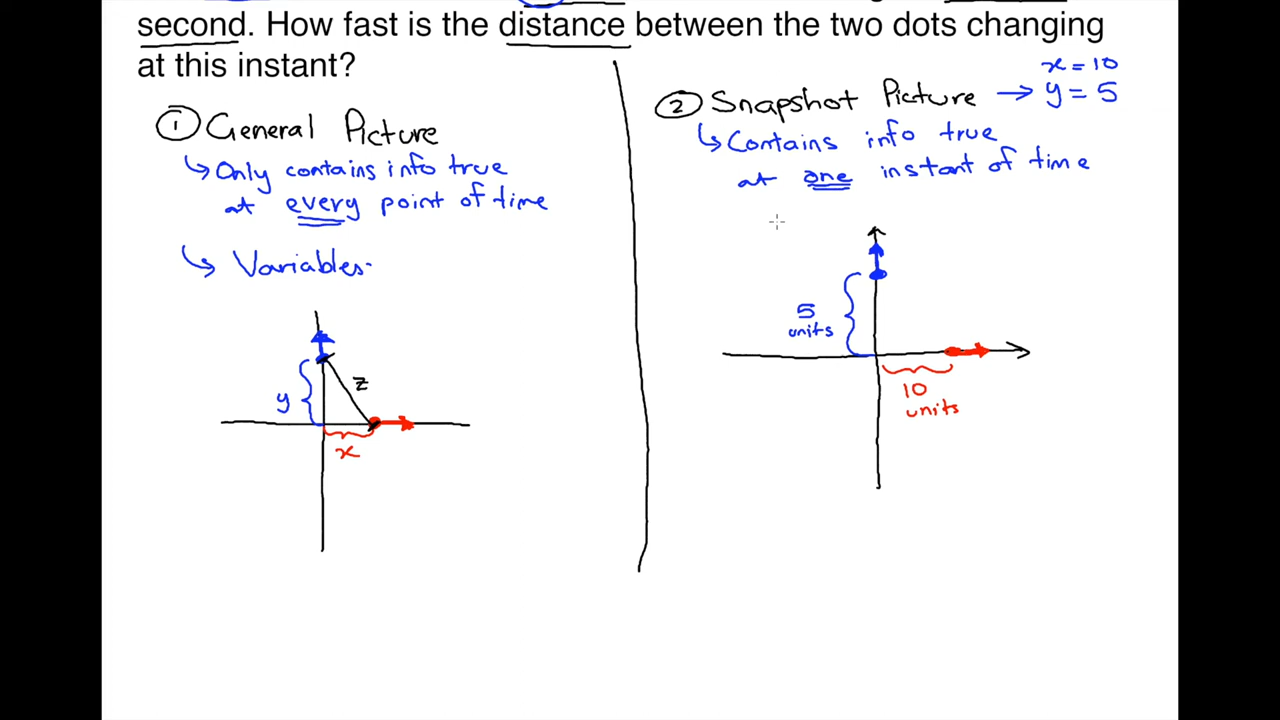 second. How fast is the distance between the two dots changing
at this instant?
① General Picture
↳ Only contains info true
at every point of time
↳ Variables.
y
z
x
② Snapshot Picture → x = 10
y = 5
↳ Contains info true
at one instant of time
5
units
10
units